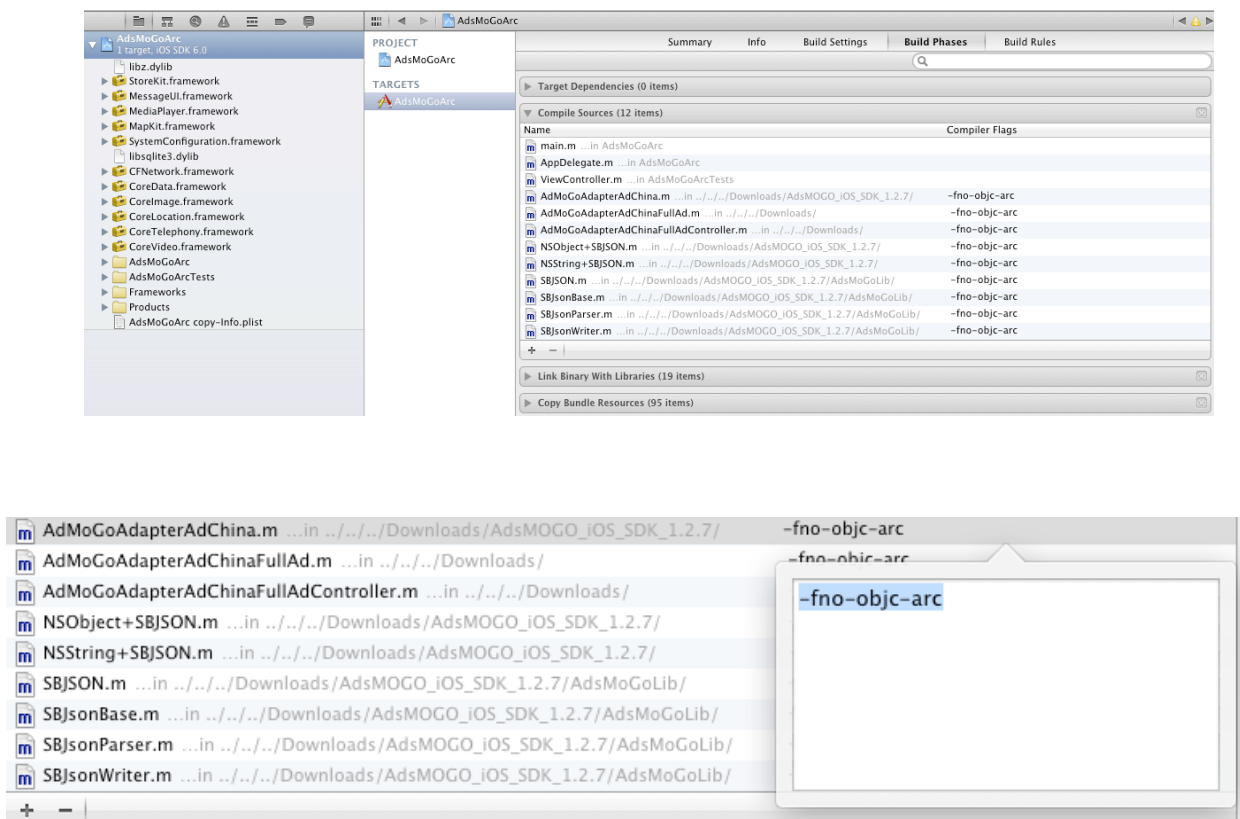 AdsMoGoArc
1 target, iOS SDK 6.0
libz.dylib
StoreKit.framework
MessageUI.framework
MediaPlayer.framework
MapKit.framework
SystemConfiguration.framework
libsqlite3.dylib
CFNetwork.framework
CoreData.framework
CoreImage.framework
CoreLocation.framework
CoreTelephony.framework
CoreVideo.framework
AdsMoGoArc
AdsMoGoArcTests
Frameworks
Products
AdsMoGoArc copy-Info.plist
AdsMoGoArc
PROJECT
AdsMoGoArc
TARGETS
AdsMoGoArc
Summary Info Build Settings Build Phases Build Rules
Target Dependencies (0 items)
Compile Sources (12 items)
Name Compiler Flags
main.m ...in AdsMoGoArc
AppDelegate.m ...in AdsMoGoArc
ViewController.m ...in AdsMoGoArcTests
AdMoGoAdapterAdChina.m ...in ../../../Downloads/AdsMOGO_iOS_SDK_1.2.7/ -fno-objc-arc
AdMoGoAdapterAdChinaFullAd.m ...in ../../../Downloads/ -fno-objc-arc
AdMoGoAdapterAdChinaFullAdController.m ...in ../../../Downloads/ -fno-objc-arc
NSObject+SBJSON.m ...in ../../../Downloads/AdsMOGO_iOS_SDK_1.2.7/ -fno-objc-arc
NSString+SBJSON.m ...in ../../../Downloads/AdsMOGO_iOS_SDK_1.2.7/ -fno-objc-arc
SBJSON.m ...in ../../../Downloads/AdsMOGO_iOS_SDK_1.2.7/AdsMoGoLib/ -fno-objc-arc
SBJsonBase.m ...in ../../../Downloads/AdsMOGO_iOS_SDK_1.2.7/AdsMoGoLib/ -fno-objc-arc
SBJsonParser.m ...in ../../../Downloads/AdsMOGO_iOS_SDK_1.2.7/AdsMoGoLib/ -fno-objc-arc
SBJsonWriter.m ...in ../../../Downloads/AdsMOGO_iOS_SDK_1.2.7/AdsMoGoLib/ -fno-objc-arc
Link Binary With Libraries (19 items)
Copy Bundle Resources (95 items)
AdMoGoAdapterAdChina.m ...in ../../../Downloads/AdsMOGO_iOS_SDK_1.2.7/ -fno-objc-arc
AdMoGoAdapterAdChinaFullAd.m ...in ../../../Downloads/ -fno-objc-arc
AdMoGoAdapterAdChinaFullAdController.m ...in ../../../Downloads/
-fno-objc-arc
NSObject+SBJSON.m ...in ../../../Downloads/AdsMOGO_iOS_SDK_1.2.7/
NSString+SBJSON.m ...in ../../../Downloads/AdsMOGO_iOS_SDK_1.2.7/
SBJSON.m ...in ../../../Downloads/AdsMOGO_iOS_SDK_1.2.7/AdsMoGoLib/
SBJsonBase.m ...in ../../../Downloads/AdsMOGO_iOS_SDK_1.2.7/AdsMoGoLib/
SBJsonParser.m ...in ../../../Downloads/AdsMOGO_iOS_SDK_1.2.7/AdsMoGoLib/
SBJsonWriter.m ...in ../../../Downloads/AdsMOGO_iOS_SDK_1.2.7/AdsMoGoLib/